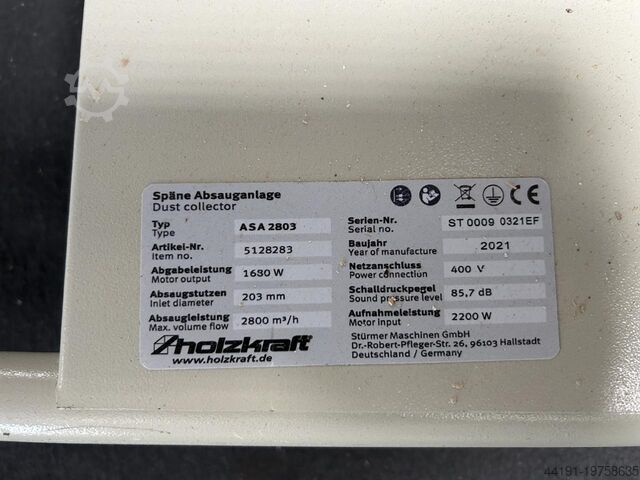 Späne Absauganlage
Dust collector
Typ
Type
ASA 2803
Artikel-Nr.
Item no.
5128283
Abgabeleistung
Motor output
1680 W
Absaugstutzen
Inlet diameter
203 mm
Absaugleistung
Max. volume flow
2800 m³/h
holzkraft®
www.holzkraft.de
CE
Serien-Nr.
Serial no.
ST 0009 0321EF
Baujahr
Year of manufacture
2021
Netzanschluss
Power connection
400 V
Schalldruckpegel
Sound pressure level
85,7 dB
Aufnahmeleistung
Motor input
2200 W
Stürmer Maschinen GmbH
Dr.-Robert-Pfleger-Str. 26, 96103 Hallstadt
Deutschland / Germany
44191-19758635